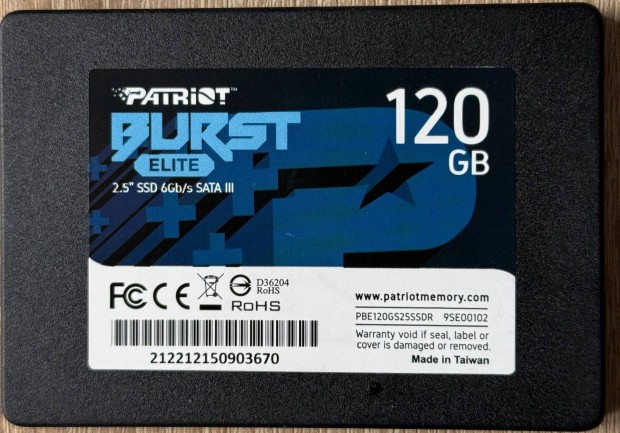 PATRIOT™
BURST
ELITE
2.5" SSD 6Gb/s SATA III
120
GB
FC CE
D36204
RoHS
RoHS
212212150903670
www.patriotmemory.com
PBE120GS25SSDR 9SE00102
Warranty void if seal, label or
cover is damaged or removed.
Made in Taiwan